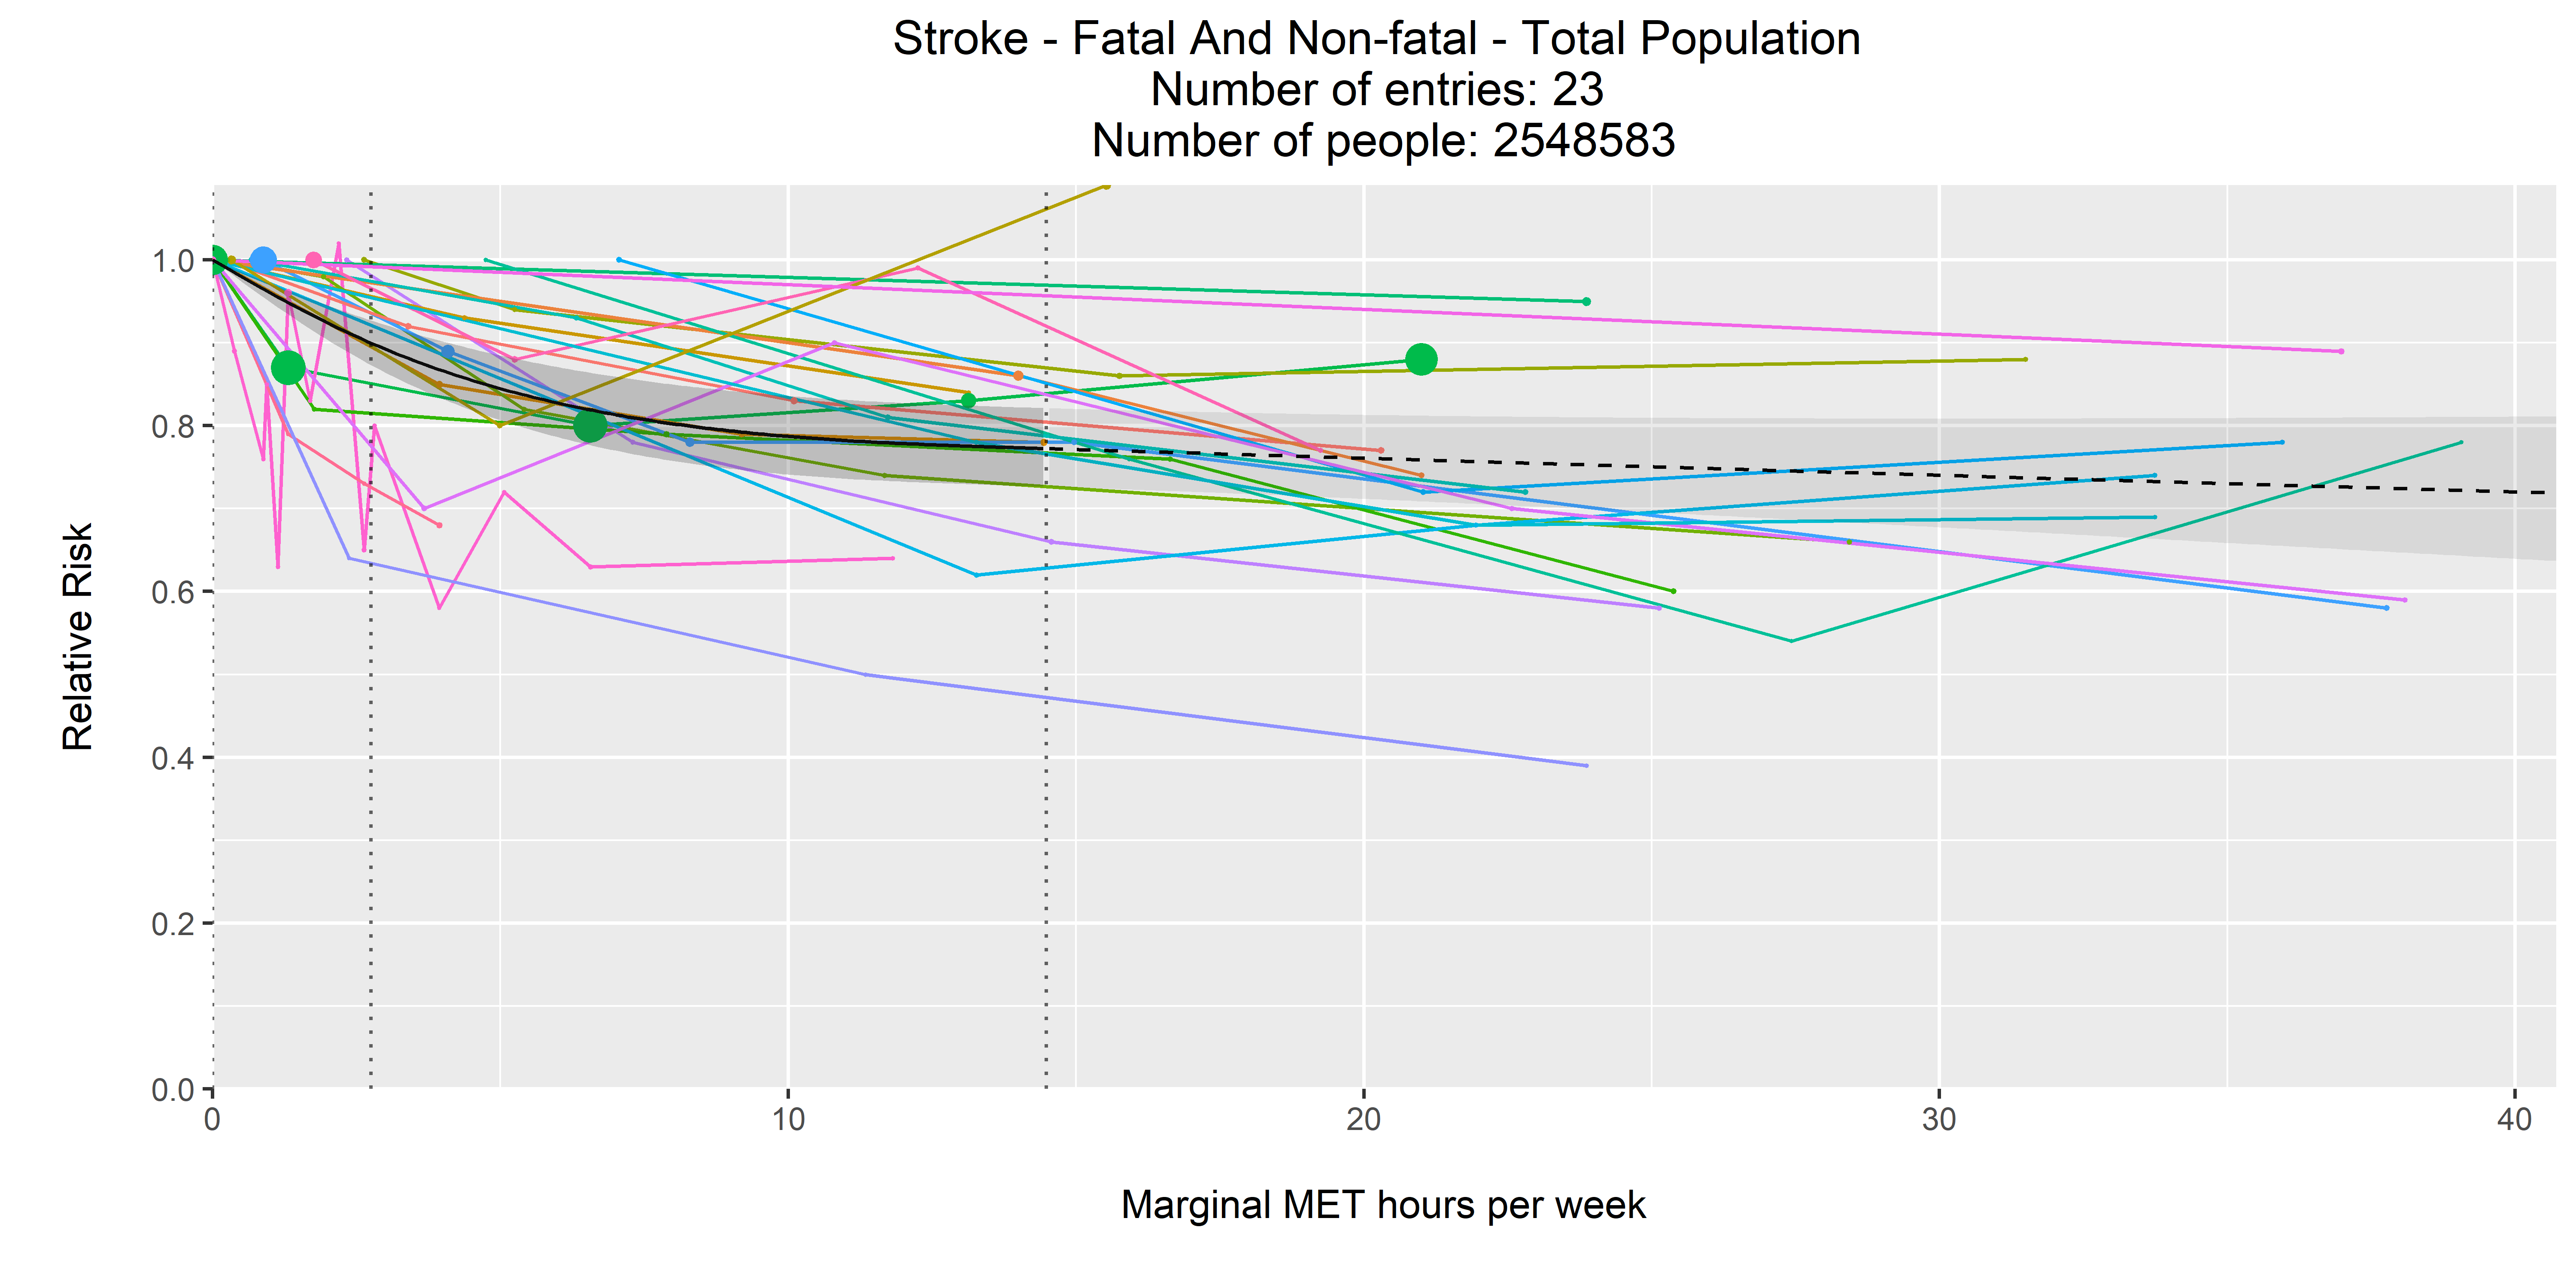 Stroke - Fatal And Non-fatal - Total Population
Number of entries: 23
Number of people: 2548583
Relative Risk
1.0
0.8
0.6
0.4
0.2
0.0
0 10 20 30 40
Marginal MET hours per week